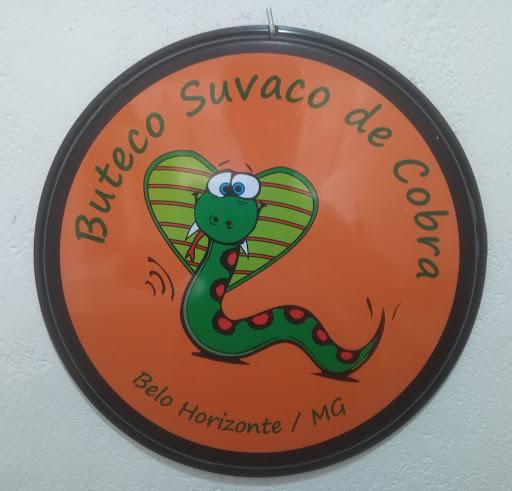 Buteco Suvaco de Cobra
Belo Horizonte / MG